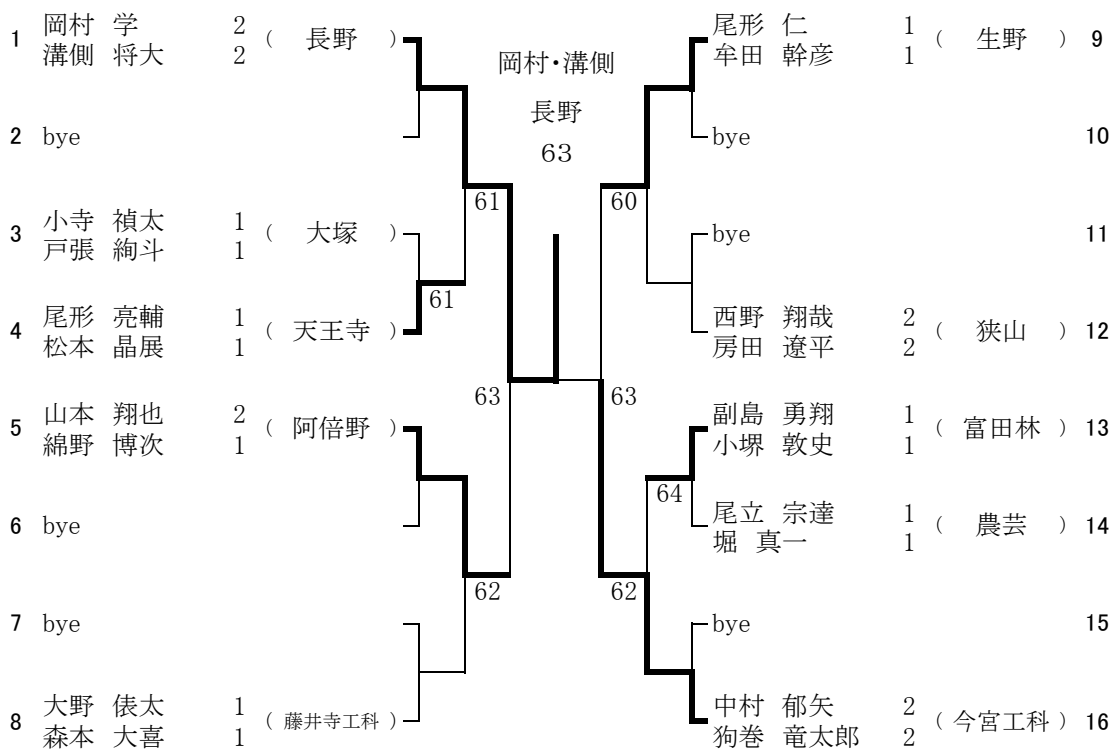 1 岡村 学 2 ( 長野 )
溝側 将大 2
2 bye
3 小寺 禎太 1 ( 大塚 )
戸張 絢斗 1
4 尾形 亮輔 1 ( 天王寺 )
松本 晶展 1
5 山本 翔也 2 ( 阿倍野 )
綿野 博次 1
6 bye
7 bye
8 大野 俵太 1 ( 藤井寺工科 )
森本 大喜 1
61
61
63
62
岡村・溝側
長野
63
60
63
64
62
尾形 仁 1 ( 生野 ) 9
牟田 幹彦 1
bye 10
bye 11
西野 翔哉 2 ( 狭山 ) 12
房田 遼平 2
副島 勇翔 1 ( 富田林 ) 13
小堺 敦史 1
尾立 宗達 1 ( 農芸 ) 14
堀 真一 1
bye 15
中村 郁矢 2 ( 今宮工科 ) 16
狗巻 竜太郎 2